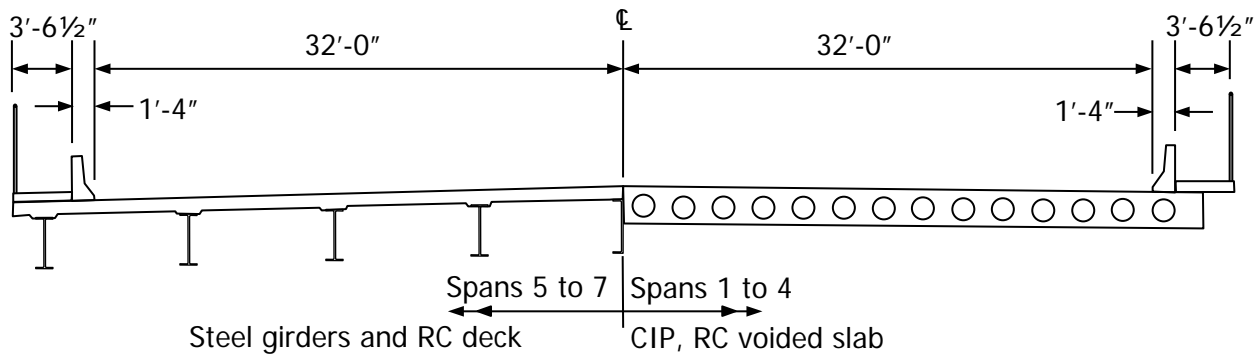 ℄
3'-6½" 32'-0" 32'-0" 3'-6½"
1'-4" 1'-4"
Spans 5 to 7 Spans 1 to 4
Steel girders and RC deck CIP, RC voided slab